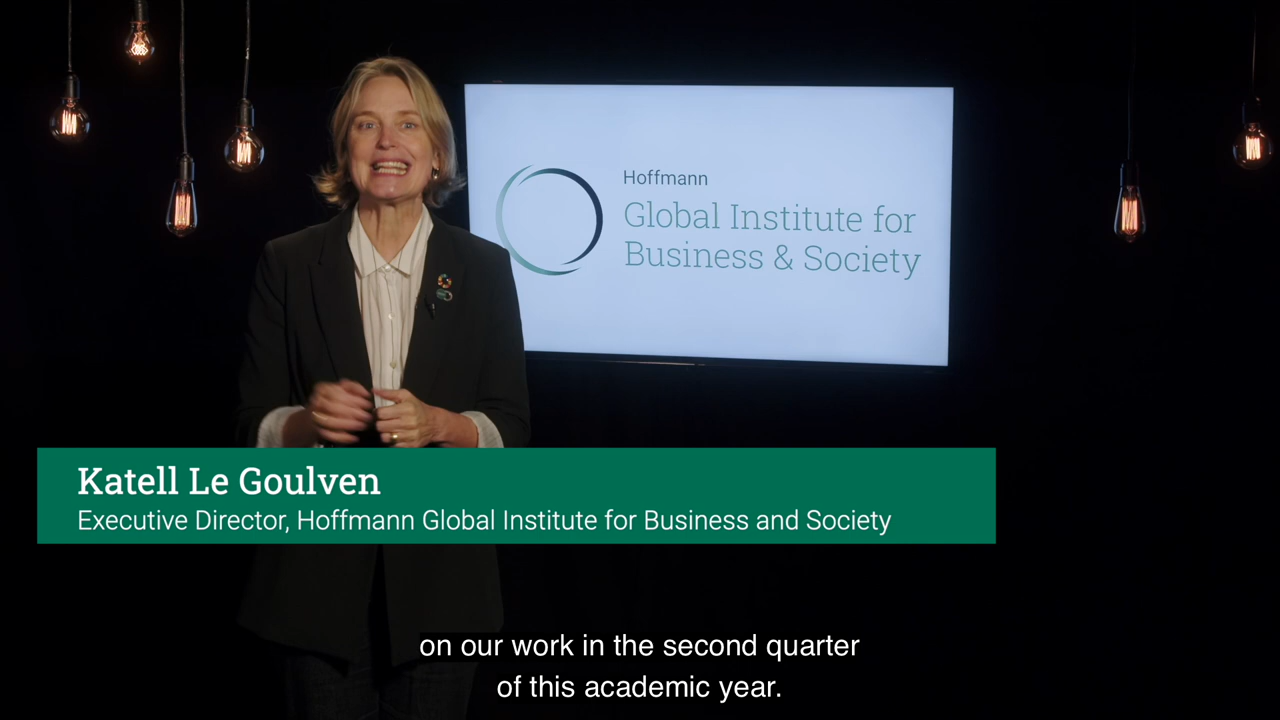 Hoffmann
Global Institute for
Business & Society
Katell Le Goulven
Executive Director, Hoffmann Global Institute for Business and Society
on our work in the second quarter
of this academic year.